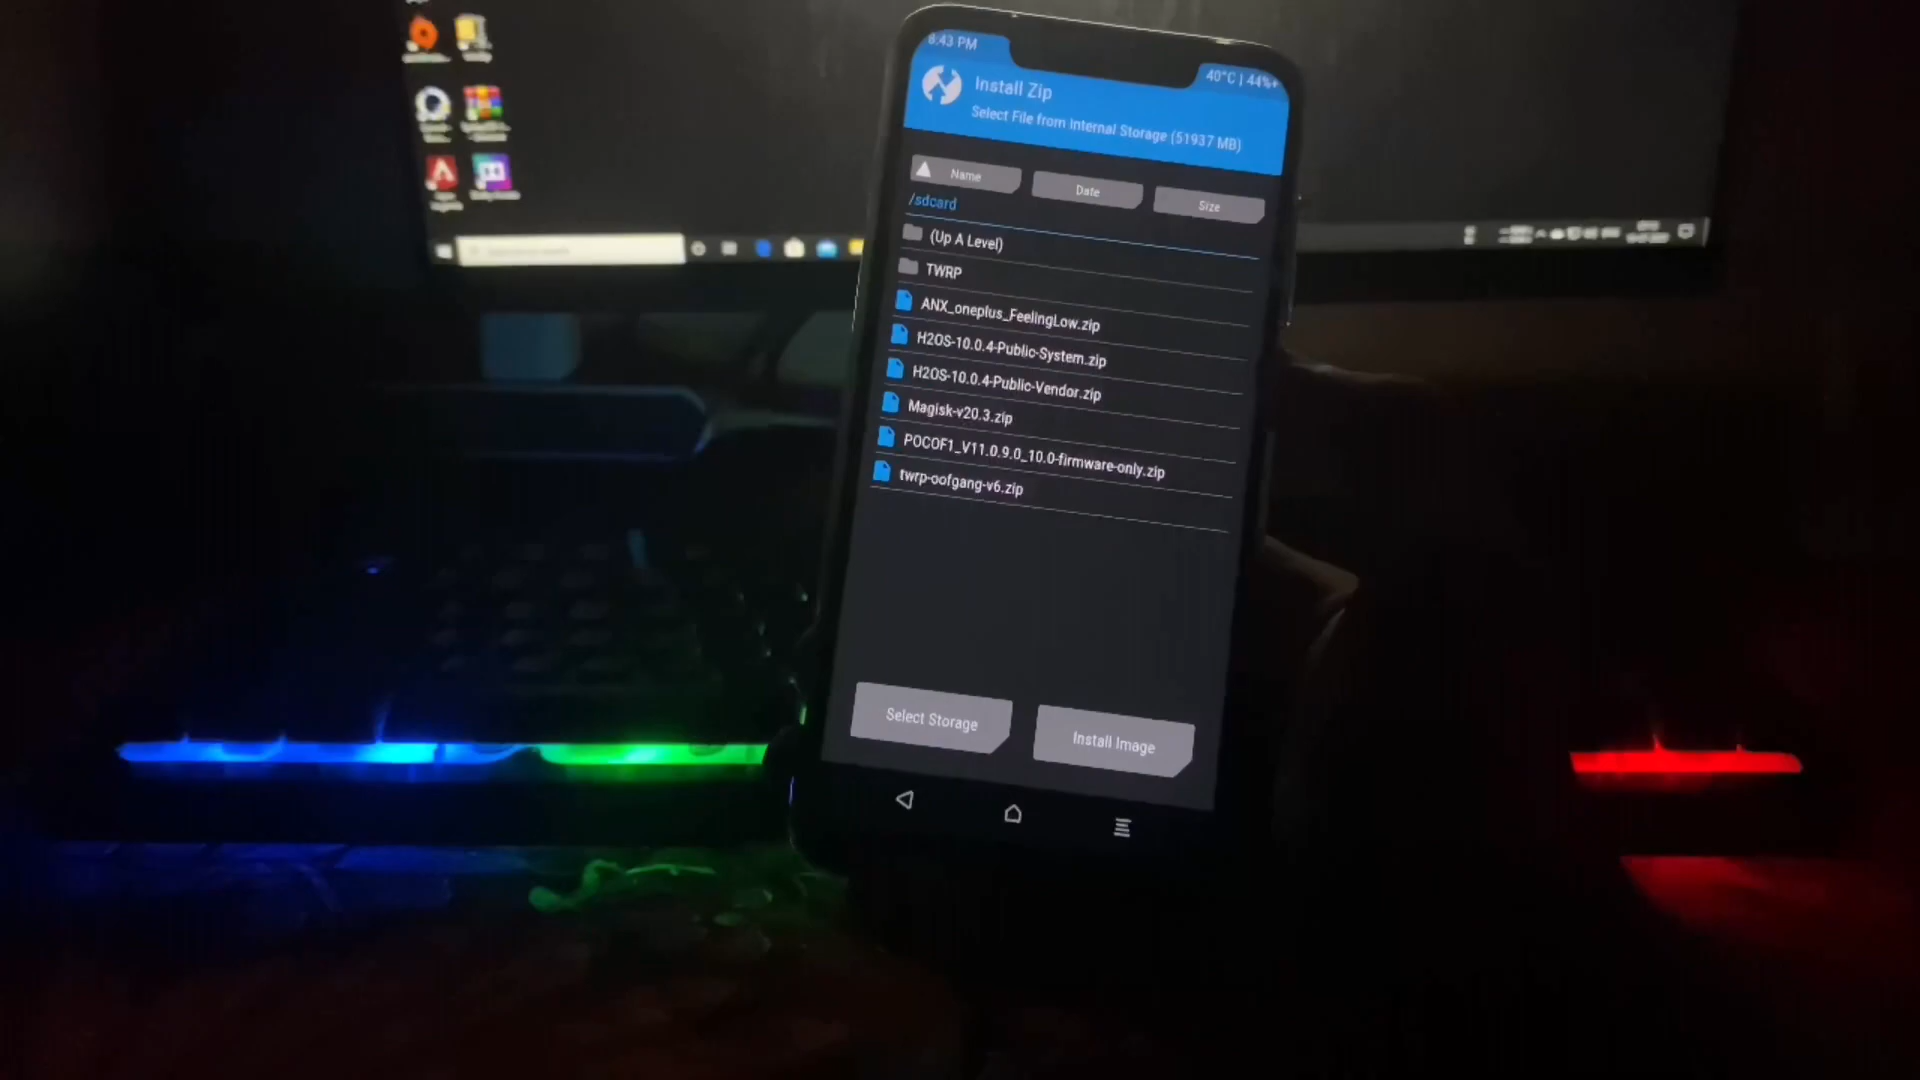 8:43 PM
40°C | 44%+
Install Zip
Select File from Internal Storage (51937 MB)
Name
Date
Size
/sdcard
(Up A Level)
TWRP
ANX_oneplus_FeelingLow.zip
H2OS-10.0.4-Public-System.zip
H2OS-10.0.4-Public-Vendor.zip
Magisk-v20.3.zip
POCOF1_V11.0.9.0_10.0-firmware-only.zip
twrp-oofgang-v6.zip
Select Storage
Install Image